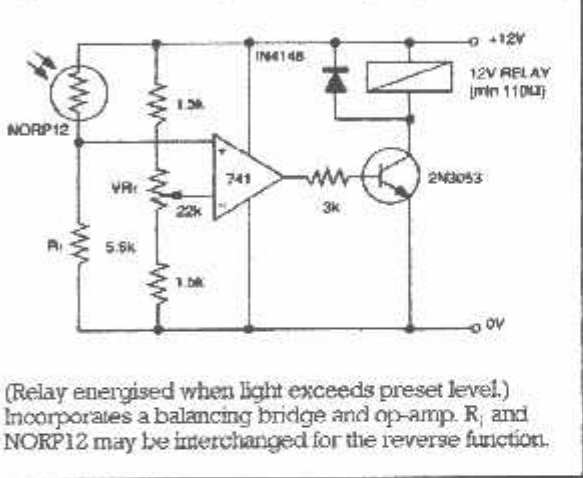 +12V
IN4148
12V RELAY
(min 110Ω)
NORP12
741
2N3053
VR₁
22k
3k
R₁
5.6k
1.5k
0V
(Relay energised when light exceeds preset level.)
Incorporates a balancing bridge and op-amp. R₁ and
NORP12 may be interchanged for the reverse function.